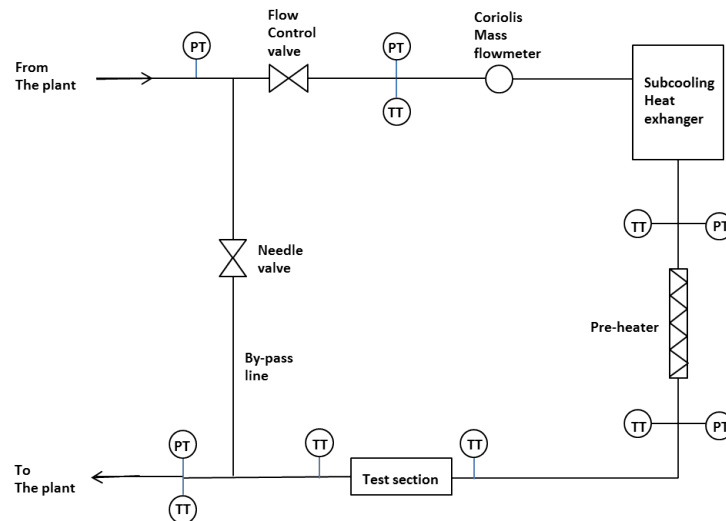 Flow
Control
valve
Coriolis
Mass
flowmeter
PT
PT
From
The plant
Subcooling
Heat
exhanger
TT
TT
PT
Needle
valve
Pre-heater
By-pass
line
TT
PT
PT
TT
TT
To
The plant
Test section
TT